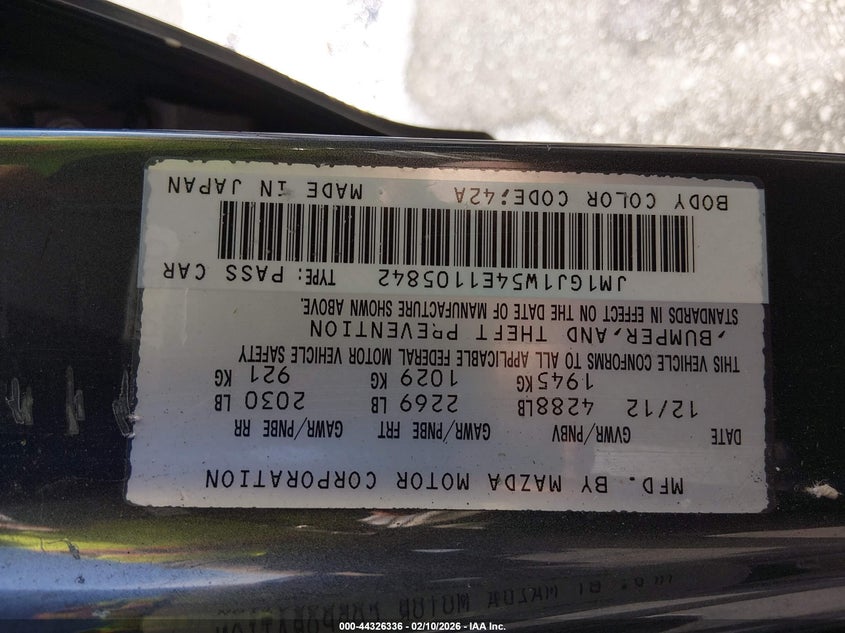 MFD. BY MAZDA MOTOR CORPORATION
DATE GVWR/PNBV GAWR/PNBE FRT GAWR/PNBE RR
12/12 4288LB 2269 LB 2030 LB
1945KG 1029 KG 921 KG
THIS VEHICLE CONFORMS TO ALL APPLICABLE FEDERAL MOTOR VEHICLE SAFETY
,BUMPER,AND THEFT PREVENTION
STANDARDS IN EFFECT ON THE DATE OF MANUFACTURE SHOWN ABOVE.
JM1GJ1W54E1105842 TYPE: PASS CAR
BODY COLOR CODE;42A MADE IN JAPAN
000-44326336 - 02/10/2026 - IAA Inc.